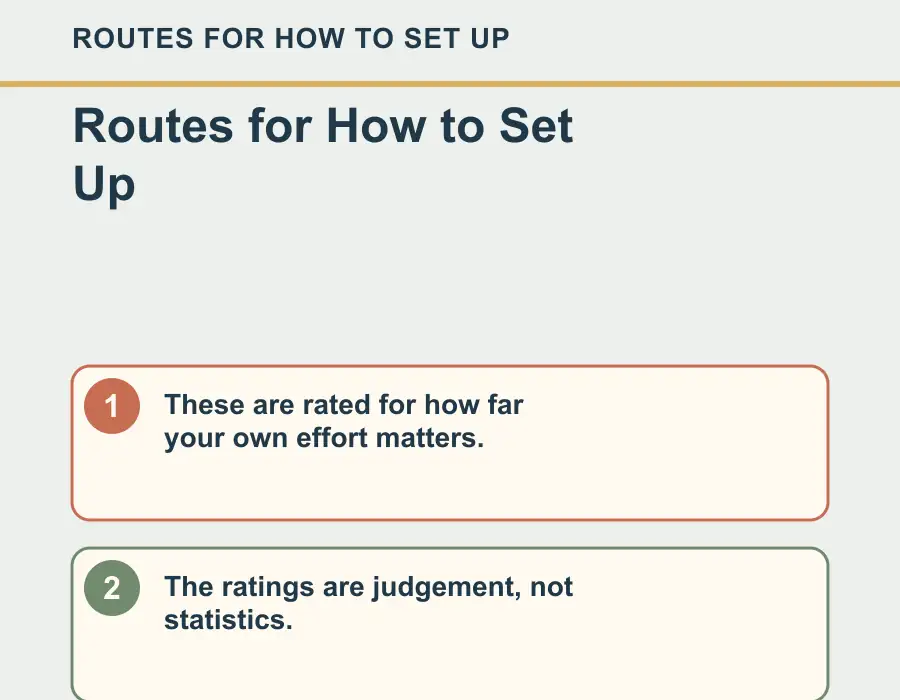 ROUTES FOR HOW TO SET UP
Routes for How to Set
Up
1
These are rated for how far
your own effort matters.
2
The ratings are judgement, not
statistics.